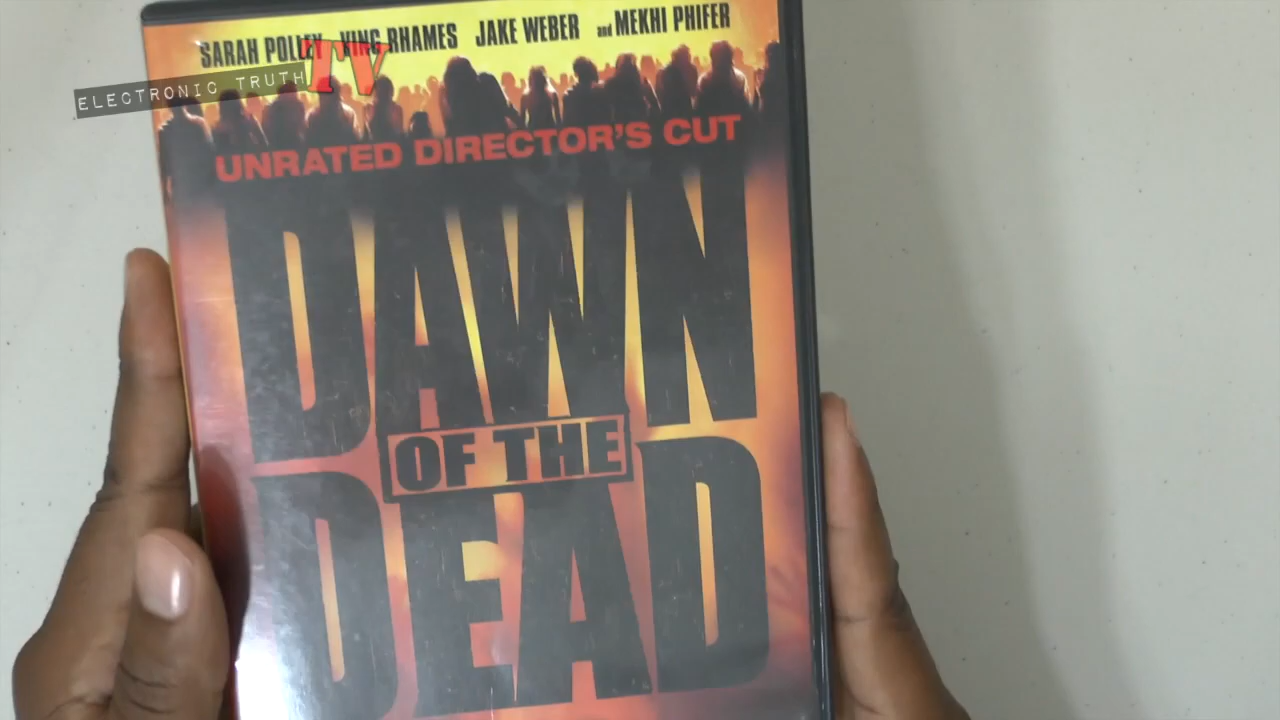 SARAH POLLEY VING RHAMES JAKE WEBER and MEKHI PHIFER
ELECTRONIC TRUTH TV
UNRATED DIRECTOR'S CUT
DAWN
OF THE
DEAD